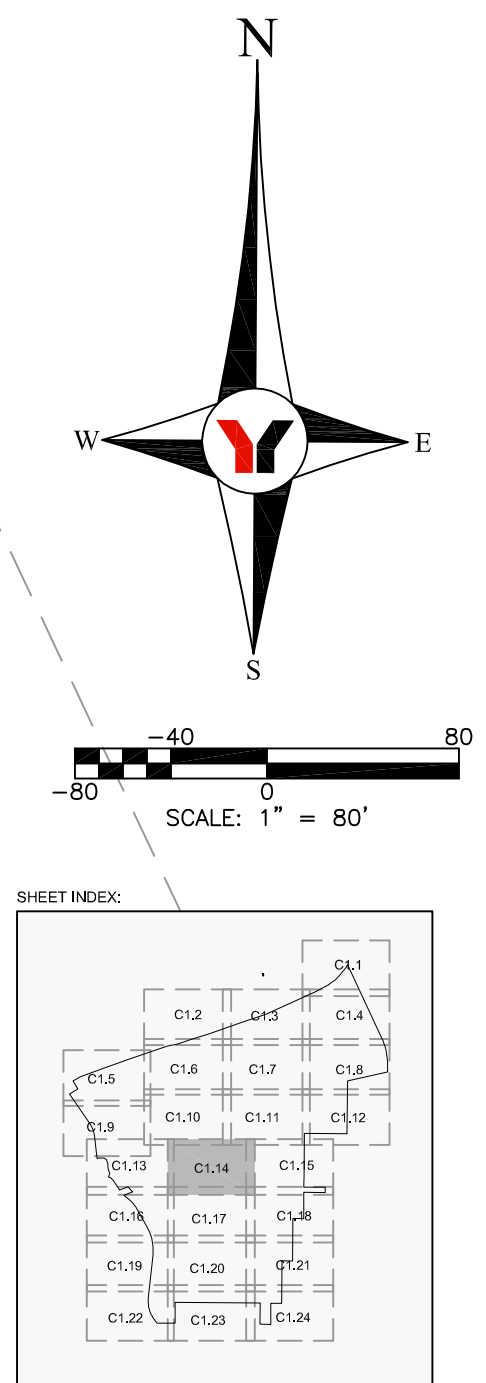 N
W E
S
-40 80
-80 0
SCALE: 1" = 80'
SHEET INDEX:
C1.1
C1.2 C1.3 C1.4
C1.5 C1.6 C1.7 C1.8
C1.9 C1.10 C1.11 C1.12
C1.13 C1.14 C1.15
C1.16 C1.17 C1.18
C1.19 C1.20 C1.21
C1.22 C1.23 C1.24